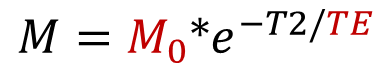 M = M₀*e⁻ᵀ²/ᵀᴱ